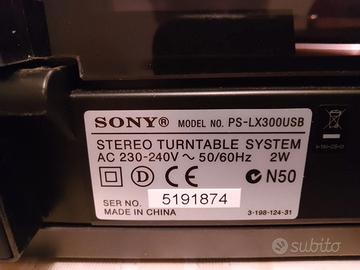 SONY® MODEL NO. PS-LX300USB
STEREO TURNTABLE SYSTEM
AC 230-240V ~ 50/60Hz 2W
D CE N50
SER NO. 5191874
MADE IN CHINA 3-198-124-31
subito